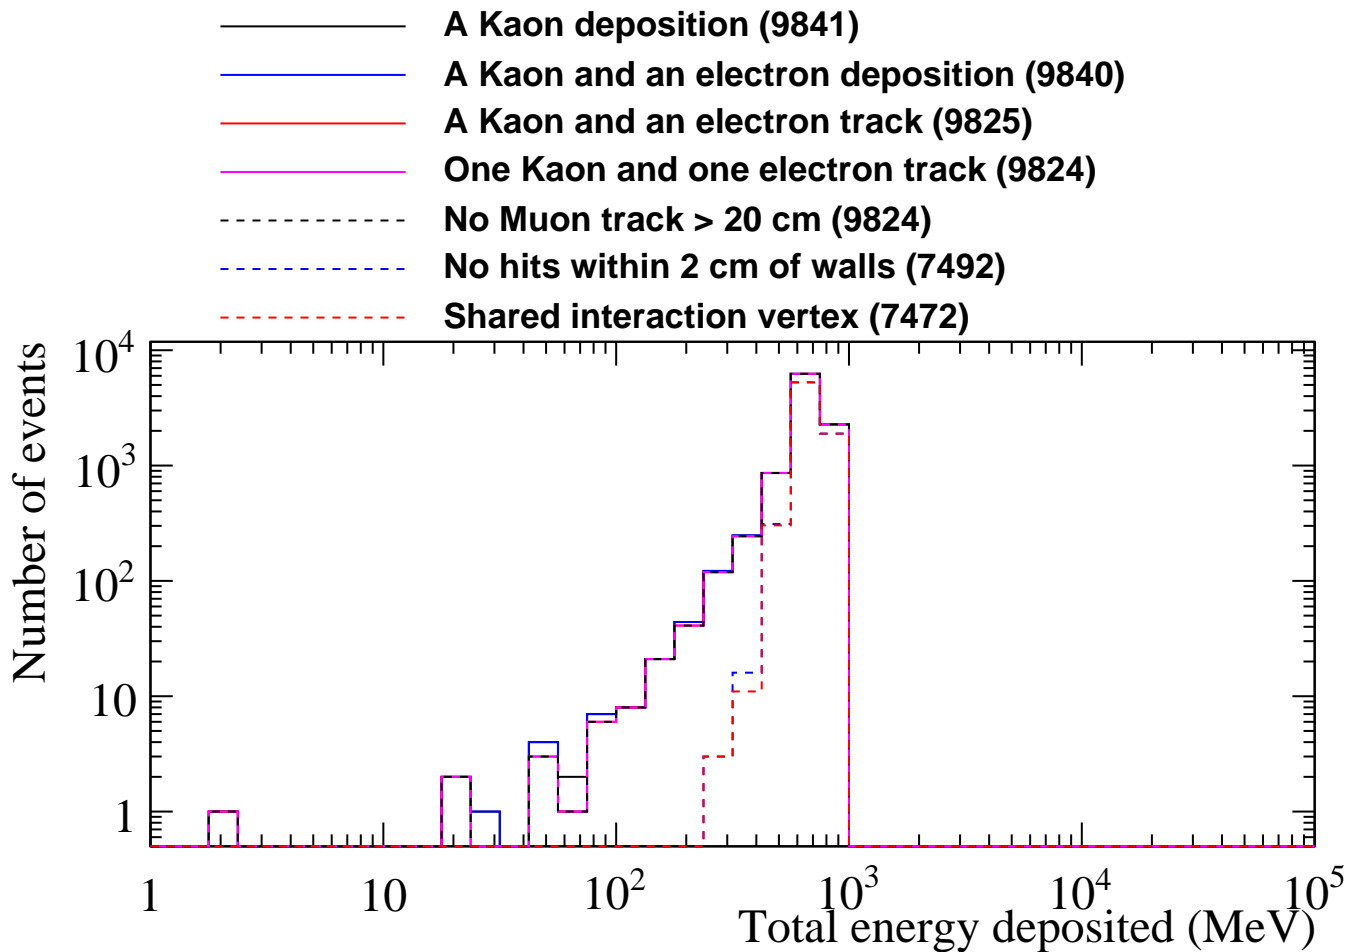 A Kaon deposition (9841)
A Kaon and an electron deposition (9840)
A Kaon and an electron track (9825)
One Kaon and one electron track (9824)
No Muon track > 20 cm (9824)
No hits within 2 cm of walls (7492)
Shared interaction vertex (7472)
Number of events
10⁴
10³
10²
10
1
1 10 10² 10³ 10⁴ 10⁵
Total energy deposited (MeV)